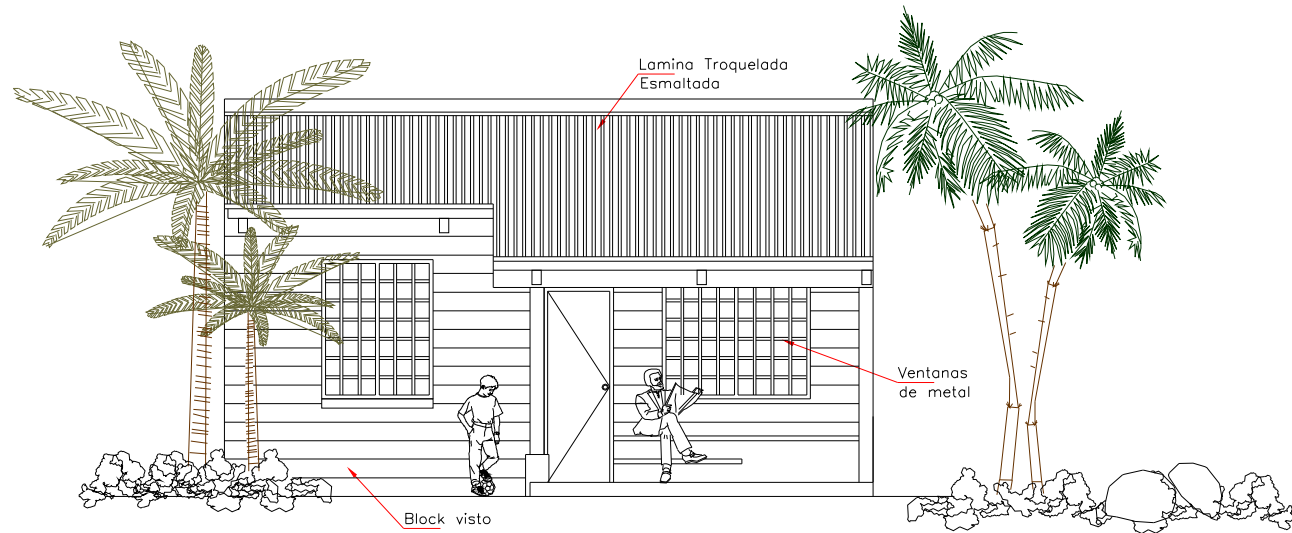 Lamina Troquelada
Esmaltada
Ventanas
de metal
Block visto